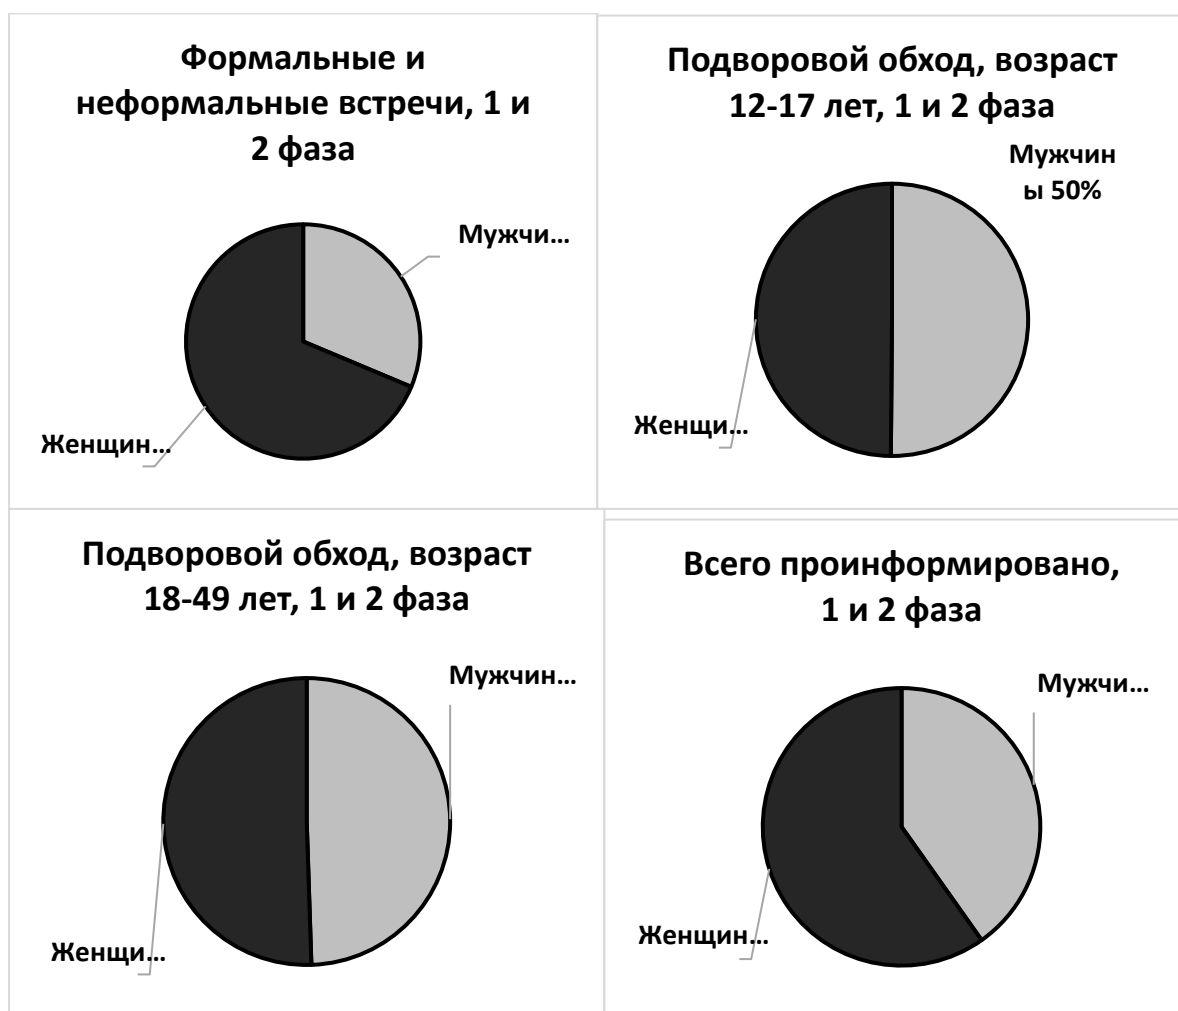 Формальные и
неформальные встречи, 1 и
2 фаза
Мужчи...
Женщин...
Подворовой обход, возраст
12-17 лет, 1 и 2 фаза
Мужчин
ы 50%
Женщи...
Подворовой обход, возраст
18-49 лет, 1 и 2 фаза
Мужчин...
Женщи...
Всего проинформировано,
1 и 2 фаза
Мужчи...
Женщин...